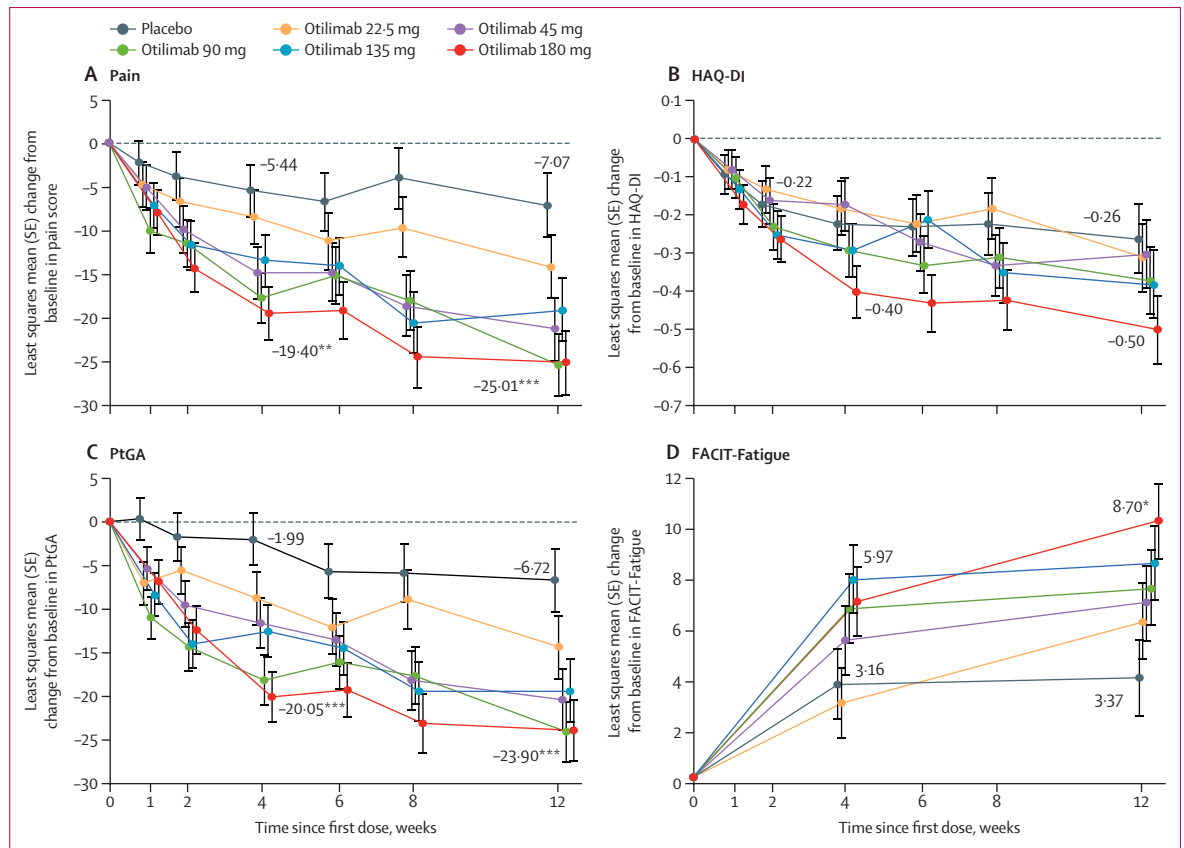 Placebo
Otilimab 22·5 mg
Otilimab 45 mg
Otilimab 90 mg
Otilimab 135 mg
Otilimab 180 mg
A Pain
5
0
–5
–10
–15
–20
–25
–30
Least squares mean (SE) change from
baseline in pain score
–5·44
–7·07
–19·40**
–25·01***
B HAQ-DI
0·1
0
–0·1
–0·2
–0·3
–0·4
–0·5
–0·6
–0·7
Least squares mean (SE) change
from baseline in HAQ-DI
–0·22
–0·26
–0·40
–0·50
C PtGA
5
0
–5
–10
–15
–20
–25
–30
Least squares mean (SE)
change from baseline in PtGA
–1·99
–6·72
–20·05***
–23·90***
0 1 2 4 6 8 12
Time since first dose, weeks
D FACIT-Fatigue
12
10
8
6
4
2
0
Least squares mean (SE) change
from baseline in FACIT-Fatigue
5·97
8·70*
3·16
3·37
0 1 2 4 6 8 12
Time since first dose, weeks